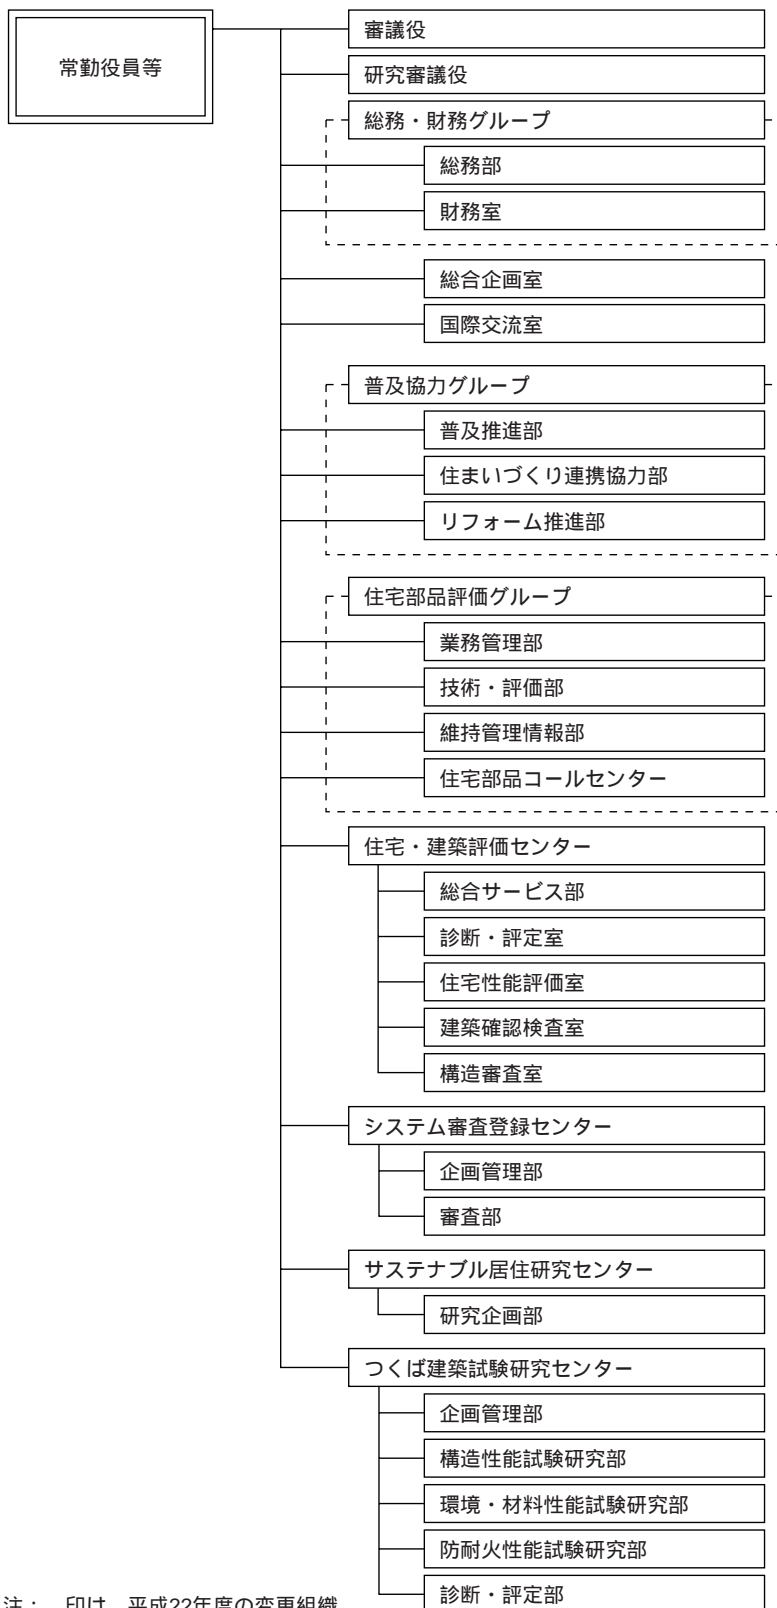 常勤役員等
審議役
研究審議役
総務・財務グループ
総務部
財務室
総合企画室
国際交流室
普及協力グループ
普及推進部
住まいづくり連携協力部
リフォーム推進部
住宅部品評価グループ
業務管理部
技術・評価部
維持管理情報部
住宅部品コールセンター
住宅・建築評価センター
総合サービス部
診断・評定室
住宅性能評価室
建築確認検査室
構造審査室
システム審査登録センター
企画管理部
審査部
サステナブル居住研究センター
研究企画部
つくば建築試験研究センター
企画管理部
構造性能試験研究部
環境・材料性能試験研究部
防耐火性能試験研究部
診断・評定部
注： 印は、平成22年度の変更組織